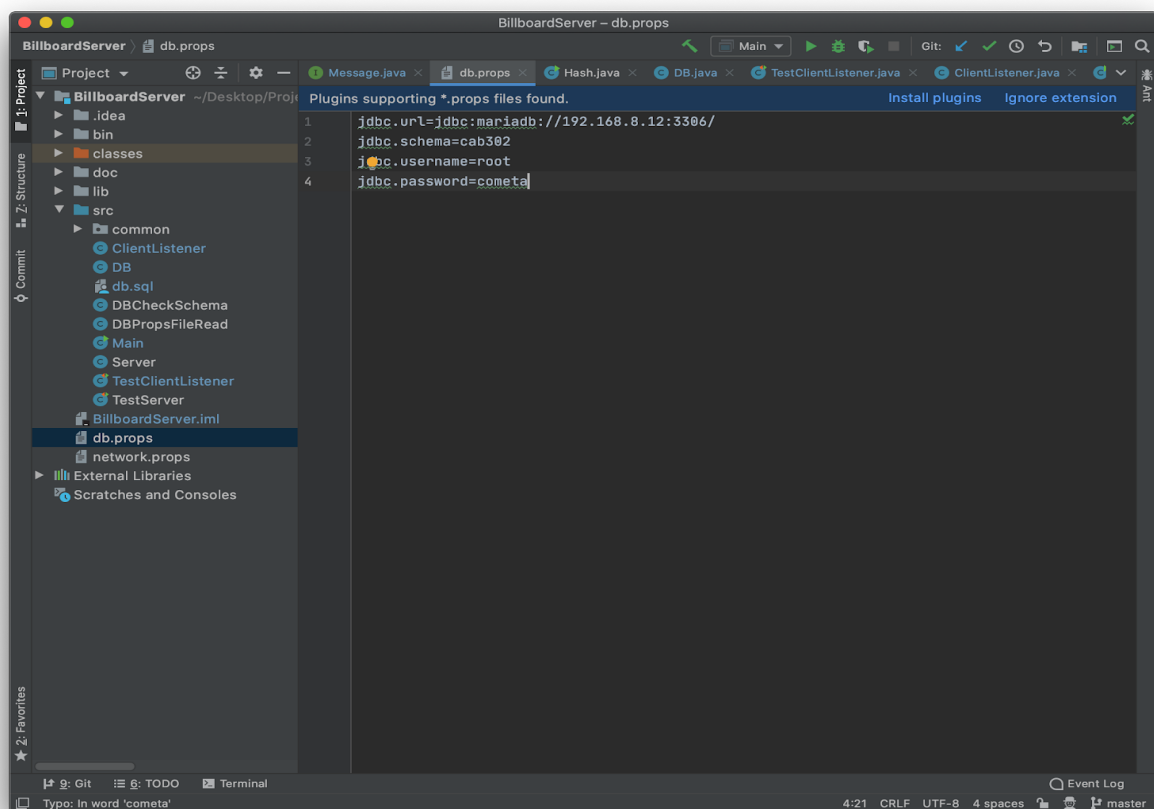 BillboardServer – db.props
BillboardServer db.props Main Git:
1: Project
Project
Message.java db.props Hash.java DB.java TestClientListener.java ClientListener.java
Ant
BillboardServer ~/Desktop/Proje
Plugins supporting *.props files found. Install plugins Ignore extension
.idea
bin
classes
doc
lib
src
common
ClientListener
DB
db.sql
DBCheckSchema
DBPropsFileRead
Main
Server
TestClientListener
TestServer
BillboardServer.iml
db.props
network.props
External Libraries
Scratches and Consoles
1 jdbc.url=jdbc:mariadb://192.168.8.12:3306/
2 jdbc.schema=cab302
3 jdbc.username=root
4 jdbc.password=cometa
Z: Structure
Commit
2: Favorites
9: Git 6: TODO Terminal Event Log
Typo: In word 'cometa' 4:21 CRLF UTF-8 4 spaces master